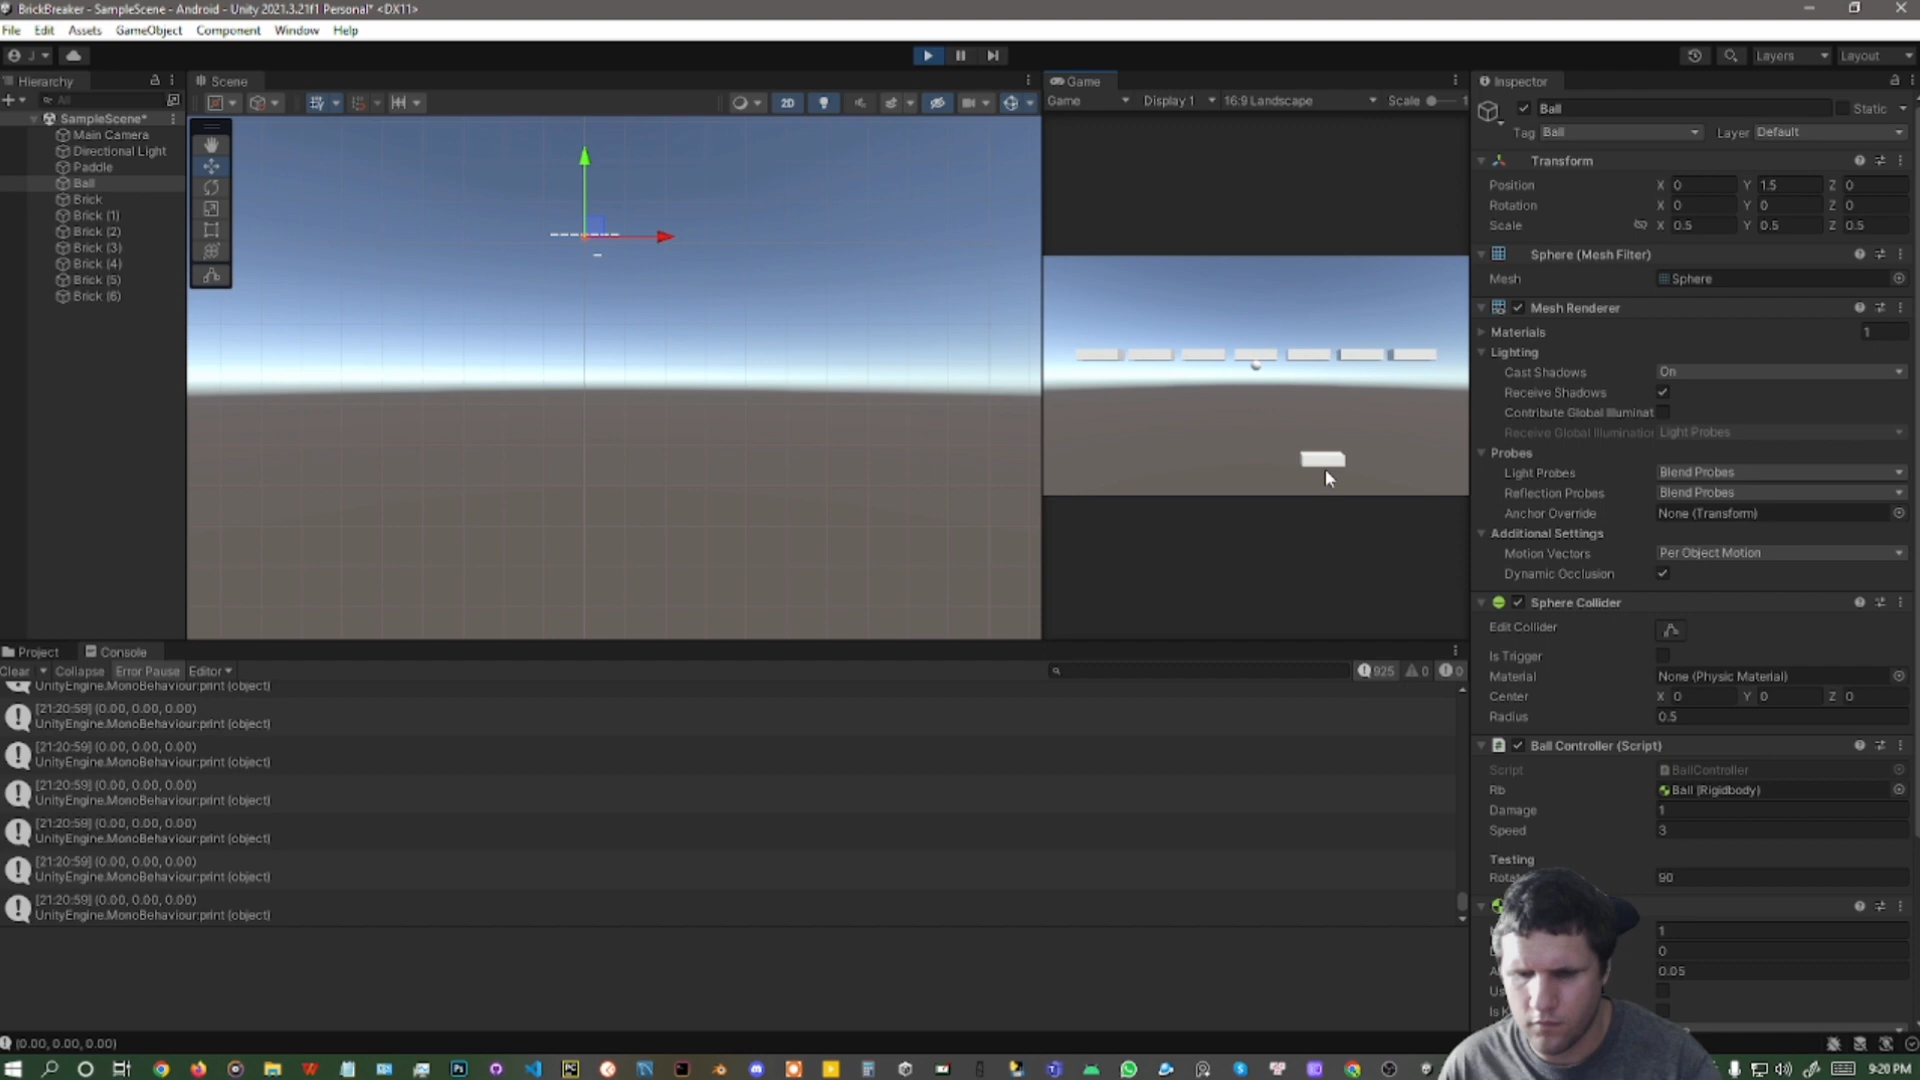 BrickBreaker - SampleScene - Android - Unity 2021.3.21f1 Personal* <DX11>
File Edit Assets GameObject Component Window Help
J Layers Layout
Hierarchy Scene Game Inspector
All 2D Game Display 1 16:9 Landscape Scale 1
SampleScene*
Main Camera
Directional Light
Paddle
Ball
Brick
Brick (1)
Brick (2)
Brick (3)
Brick (4)
Brick (5)
Brick (6)
Ball Static
Tag Ball Layer Default
Transform
Position X 0 Y 1.5 Z 0
Rotation X 0 Y 0 Z 0
Scale X 0.5 Y 0.5 Z 0.5
Sphere (Mesh Filter)
Mesh Sphere
Mesh Renderer
Materials 1
Lighting
Cast Shadows On
Receive Shadows
Contribute Global Illuminat
Receive Global Illumination Light Probes
Probes
Light Probes Blend Probes
Reflection Probes Blend Probes
Anchor Override None (Transform)
Additional Settings
Motion Vectors Per Object Motion
Dynamic Occlusion
Sphere Collider
Edit Collider
Is Trigger
Material None (Physic Material)
Center X 0 Y 0 Z 0
Radius 0.5
Ball Controller (Script)
Script BallController
Rb Ball (Rigidbody)
Damage 1
Speed 3
Testing
90
1
0
0.05
Project Console
Clear Collapse Error Pause Editor 925 0 0
UnityEngine.MonoBehaviour:print (object)
[21:20:59] (0.00, 0.00, 0.00)
UnityEngine.MonoBehaviour:print (object)
[21:20:59] (0.00, 0.00, 0.00)
UnityEngine.MonoBehaviour:print (object)
[21:20:59] (0.00, 0.00, 0.00)
UnityEngine.MonoBehaviour:print (object)
[21:20:59] (0.00, 0.00, 0.00)
UnityEngine.MonoBehaviour:print (object)
[21:20:59] (0.00, 0.00, 0.00)
UnityEngine.MonoBehaviour:print (object)
[21:20:59] (0.00, 0.00, 0.00)
UnityEngine.MonoBehaviour:print (object)
(0.00, 0.00, 0.00)
9:20 PM